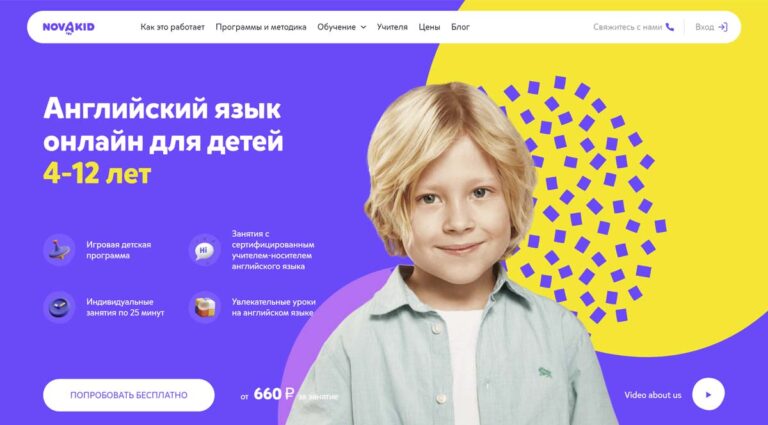 NOVAKID
Как это работает Программы и методика Обучение Учителя Цены Блог Свяжитесь с нами Вход
Английский язык
онлайн для детей
4-12 лет
Игровая детская
программа
Занятия с
сертифицированным
учителем-носителем
английского языка
Hi
Индивидуальные
занятия по 25 минут
Увлекательные уроки
на английском языке
ПОПРОБОВАТЬ БЕСПЛАТНО
от 660 ₽ за занятие
Video about us